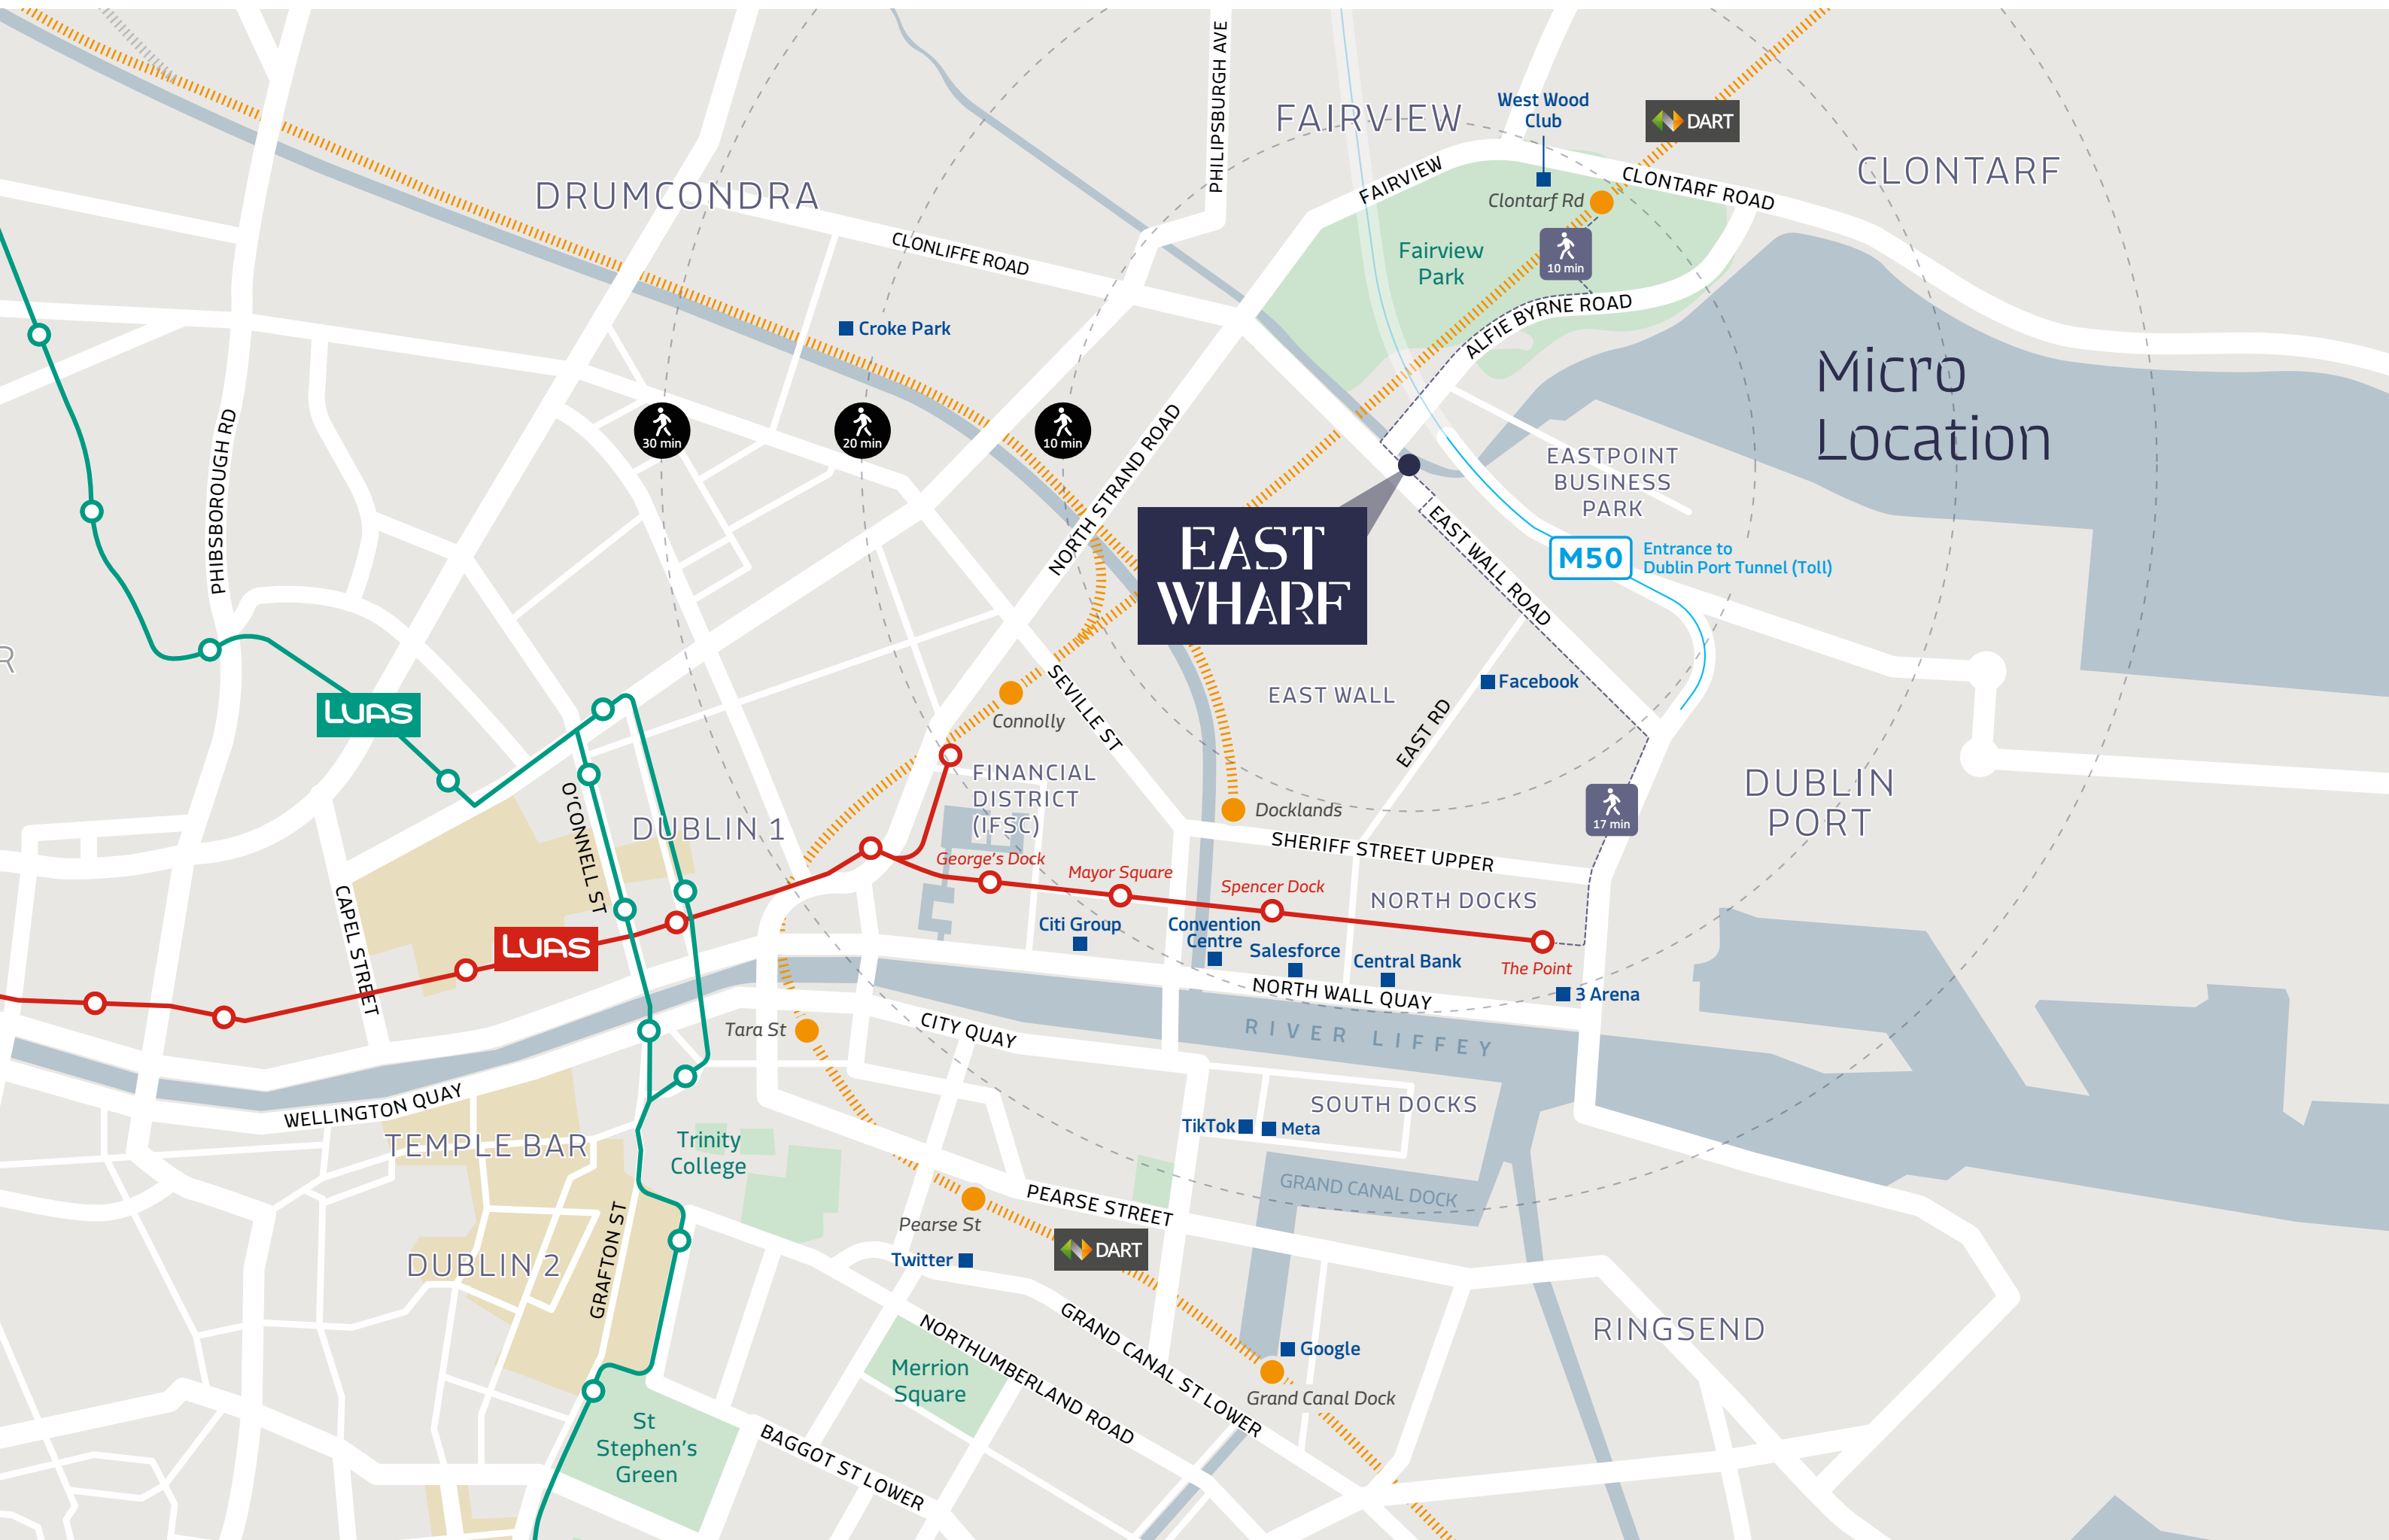 PHILIPSBURGH AVE
FAIRVIEW
West Wood
Club
DART
CLONTARF
DRUMCONDRA
FAIRVIEW
CLONTARF ROAD
Clontarf Rd
CLONLIFFE ROAD
Fairview
Park
10 min
ALFIE BYRNE ROAD
Croke Park
Micro
Location
30 min
20 min
10 min
PHIBSBOROUGH RD
NORTH STRAND ROAD
EASTPOINT
BUSINESS
PARK
EAST
WHARF
EAST WALL ROAD
M50
Entrance to
Dublin Port Tunnel (Toll)
R
LUAS
Connolly
SEVILLE ST
EAST WALL
Facebook
EAST RD
FINANCIAL
DISTRICT
(IFSC)
DUBLIN
PORT
O'CONNELL ST
DUBLIN 1
Docklands
17 min
SHERIFF STREET UPPER
George's Dock
Mayor Square
Spencer Dock
NORTH DOCKS
CAPEL STREET
LUAS
Citi Group
Convention
Centre
Salesforce
Central Bank
The Point
NORTH WALL QUAY
3 Arena
Tara St
CITY QUAY
RIVER LIFFEY
WELLINGTON QUAY
SOUTH DOCKS
TikTok
Meta
TEMPLE BAR
Trinity
College
GRAND CANAL DOCK
PEARSE STREET
Pearse St
DART
Twitter
DUBLIN 2
GRAFTON ST
GRAND CANAL ST LOWER
NORTHUMBERLAND ROAD
RINGSEND
Google
Grand Canal Dock
Merrion
Square
St
Stephen's
Green
BAGGOT ST LOWER